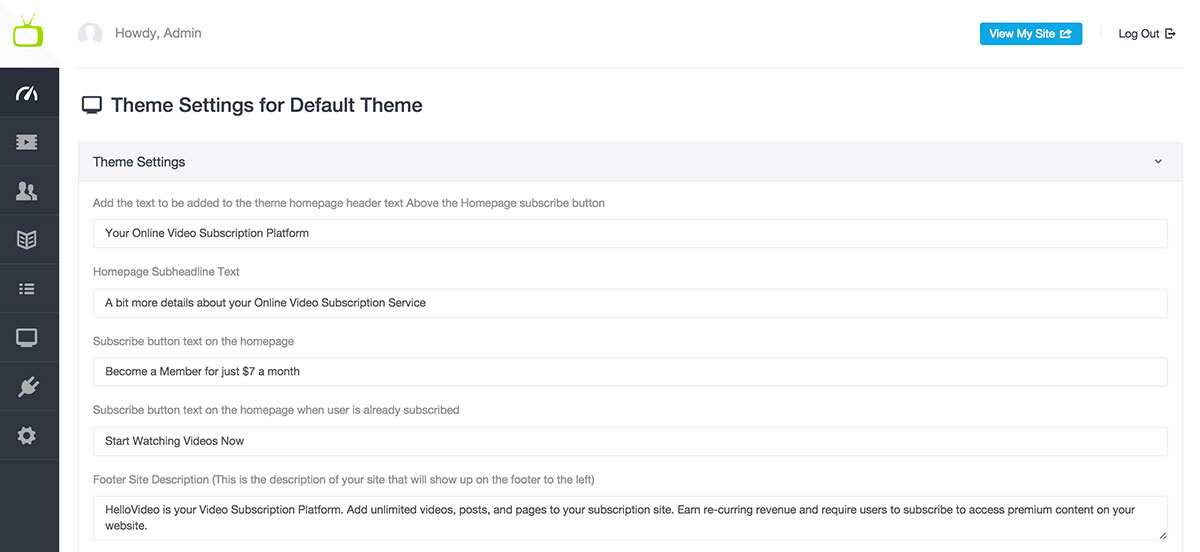 Howdy, Admin
View My Site
Log Out
Theme Settings for Default Theme
Theme Settings
Add the text to be added to the theme homepage header text Above the Homepage subscribe button
Your Online Video Subscription Platform
Homepage Subheadline Text
A bit more details about your Online Video Subscription Service
Subscribe button text on the homepage
Become a Member for just $7 a month
Subscribe button text on the homepage when user is already subscribed
Start Watching Videos Now
Footer Site Description (This is the description of your site that will show up on the footer to the left)
HelloVideo is your Video Subscription Platform. Add unlimited videos, posts, and pages to your subscription site. Earn re-curring revenue and require users to subscribe to access premium content on your
website.